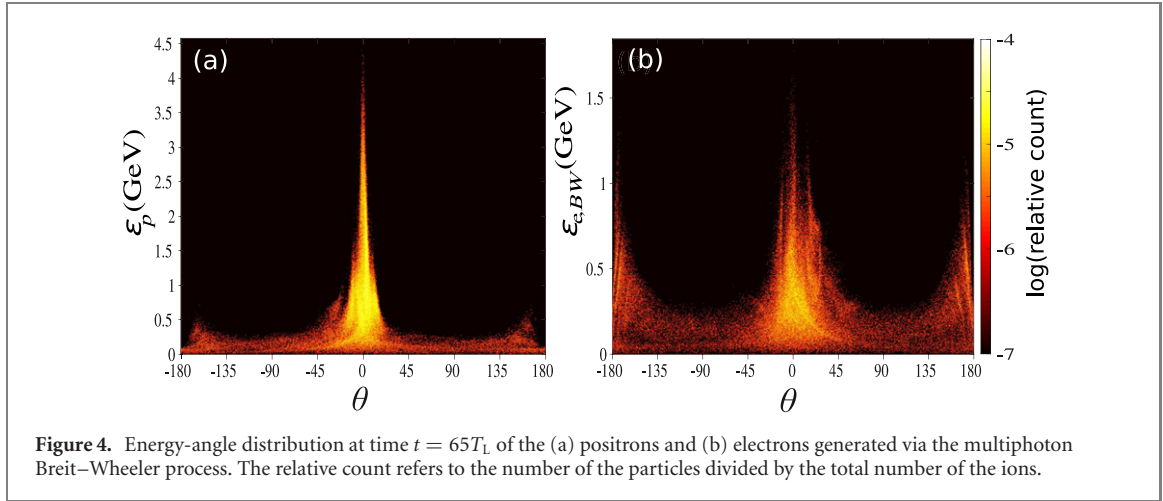 (a)
4.5
4
3.5
3
2.5
2
1.5
1
0.5
0
ε_p(GeV)
-180 -135 -90 -45 0 45 90 135 180
θ
(b)
1.5
1
0.5
0
ε_{e,BW}(GeV)
-180 -135 -90 -45 0 45 90 135 180
θ
-4
-5
-6
-7
log(relative count)
Figure 4. Energy-angle distribution at time t = 65T_L of the (a) positrons and (b) electrons generated via the multiphoton
Breit–Wheeler process. The relative count refers to the number of the particles divided by the total number of the ions.